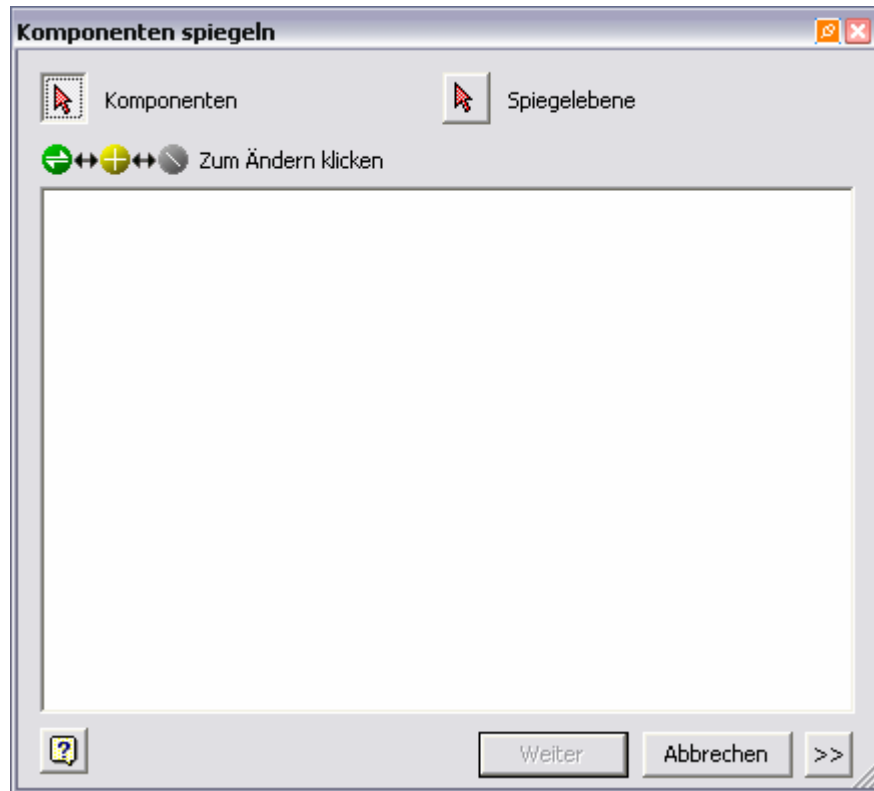 Komponenten spiegeln
Komponenten Spiegelebene
Zum Ändern klicken
Weiter Abbrechen >>